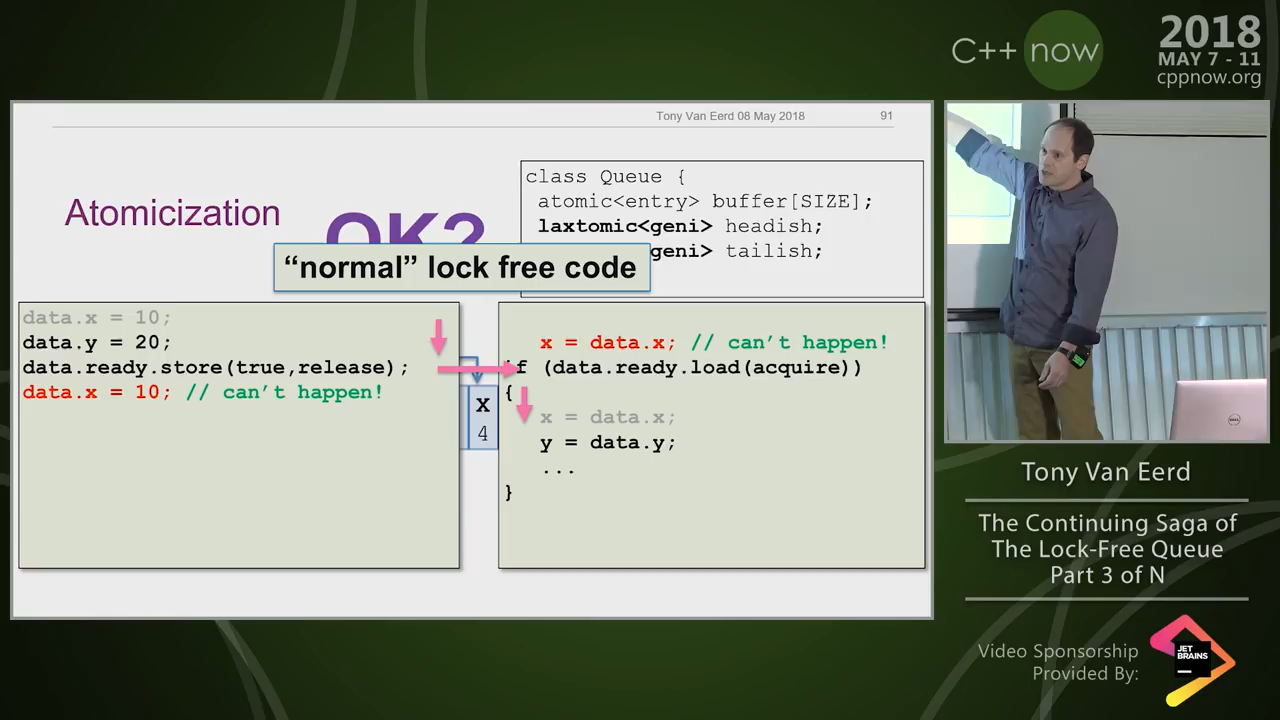 C++ now
2018
MAY 7 - 11
cppnow.org
Tony Van Eerd 08 May 2018
91
Atomicization
OK?
"normal" lock free code
class Queue {
atomic<entry> buffer[SIZE];
laxtomic<geni> headish;
geni> tailish;
data.x = 10;
data.y = 20;
data.ready.store(true,release);
data.x = 10; // can't happen!
X
4
x = data.x; // can't happen!
if (data.ready.load(acquire))
{
x = data.x;
y = data.y;
...
}
Tony Van Eerd
The Continuing Saga of
The Lock-Free Queue
Part 3 of N
Video Sponsorship
Provided By:
JET
BRAINS